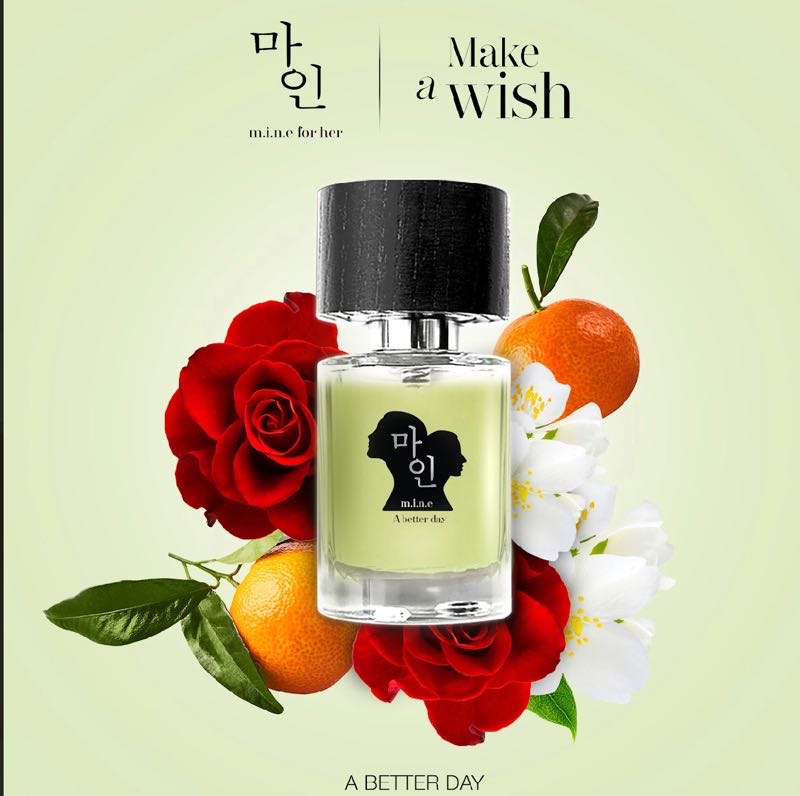 마
인
m.i.n.e for her
Make
a wish
마
인
m.i.n.e
A better day
A BETTER DAY